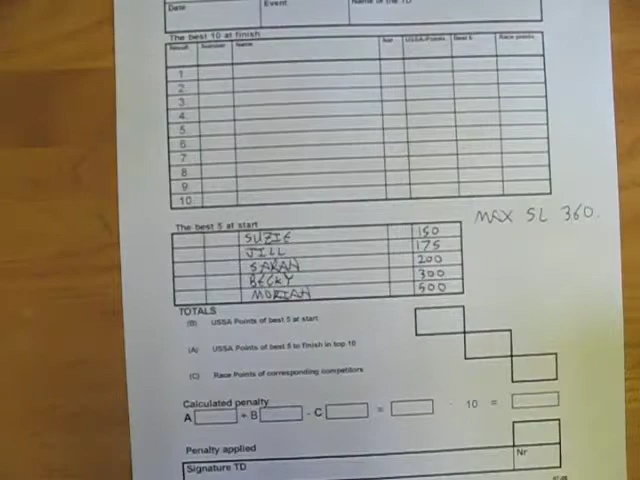 Date Event Name of the TD
The best 10 at finish
Result Number Name Nat USSA-Points Best 5 Race points
1
2
3
4
5
6
7
8
9
10
MAX SL 360.
The best 5 at start
SUZIE 150
JILL 175
SARAH 200
BECKY 300
MORIAH 500
TOTALS
(B) USSA Points of best 5 at start
(A) USSA Points of best 5 to finish in top 10
(C) Race Points of corresponding competitors
Calculated penalty
A + B - C = - 10 =
Penalty applied
Signature TD Nr